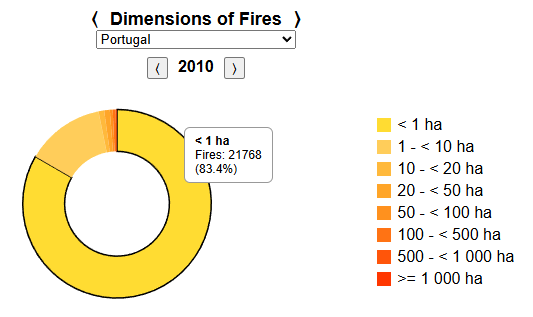 ⟨ Dimensions of Fires ⟩
Portugal
⟨ 2010 ⟩
< 1 ha
Fires: 21768
(83.4%)
< 1 ha
1 - < 10 ha
10 - < 20 ha
20 - < 50 ha
50 - < 100 ha
100 - < 500 ha
500 - < 1 000 ha
>= 1 000 ha